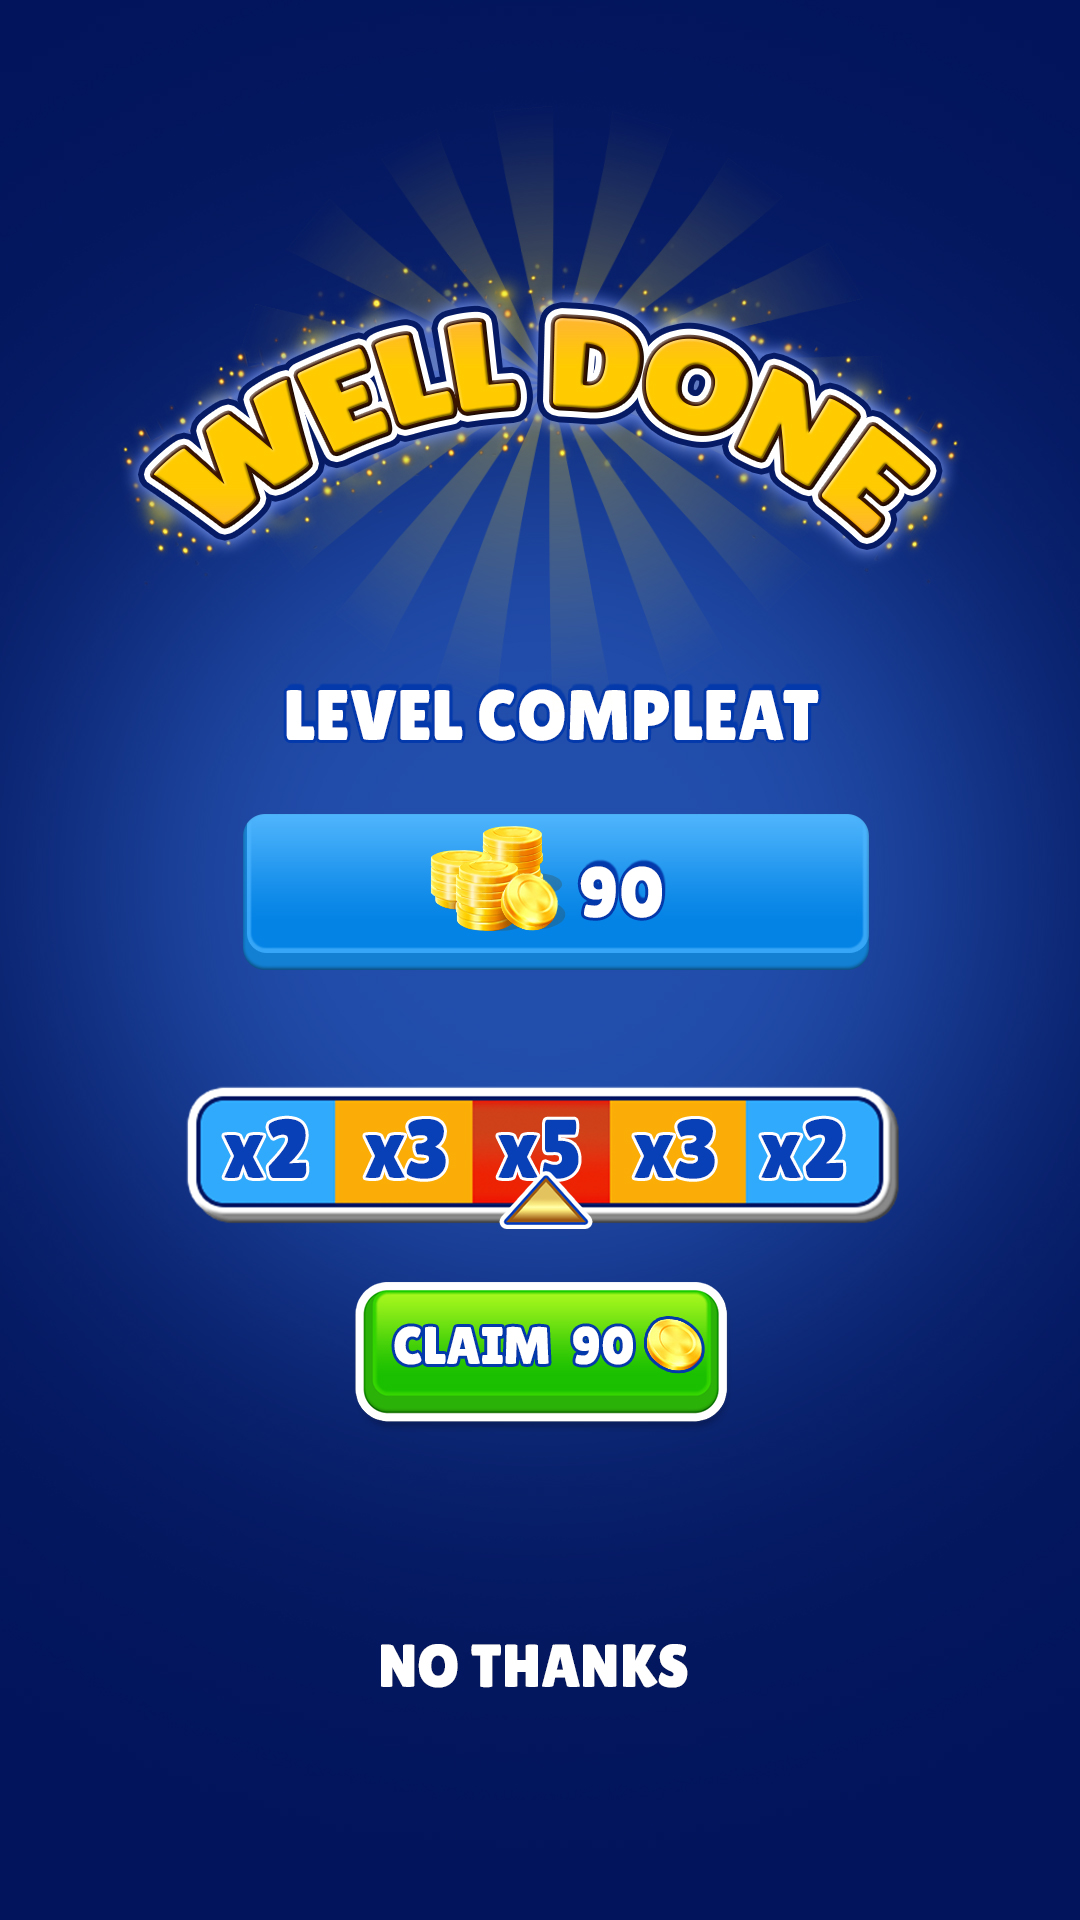 WELL DONE
LEVEL COMPLEAT
90
x2 x3 x5 x3 x2
CLAIM 90
NO THANKS